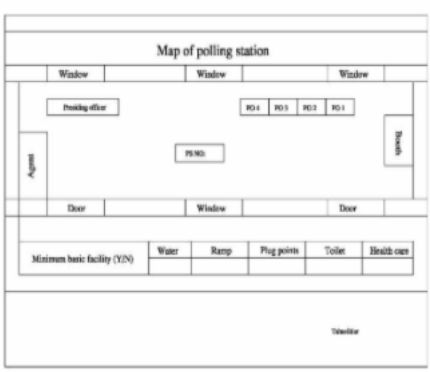 Map of polling station
Window Window Window
Presiding officer PO 4 PO 3 PO 2 PO 1
Booth
Agent
PS NO:
Door Window Door
Minimum basic facility (Y/N) Water Ramp Plug points Toilet Health care